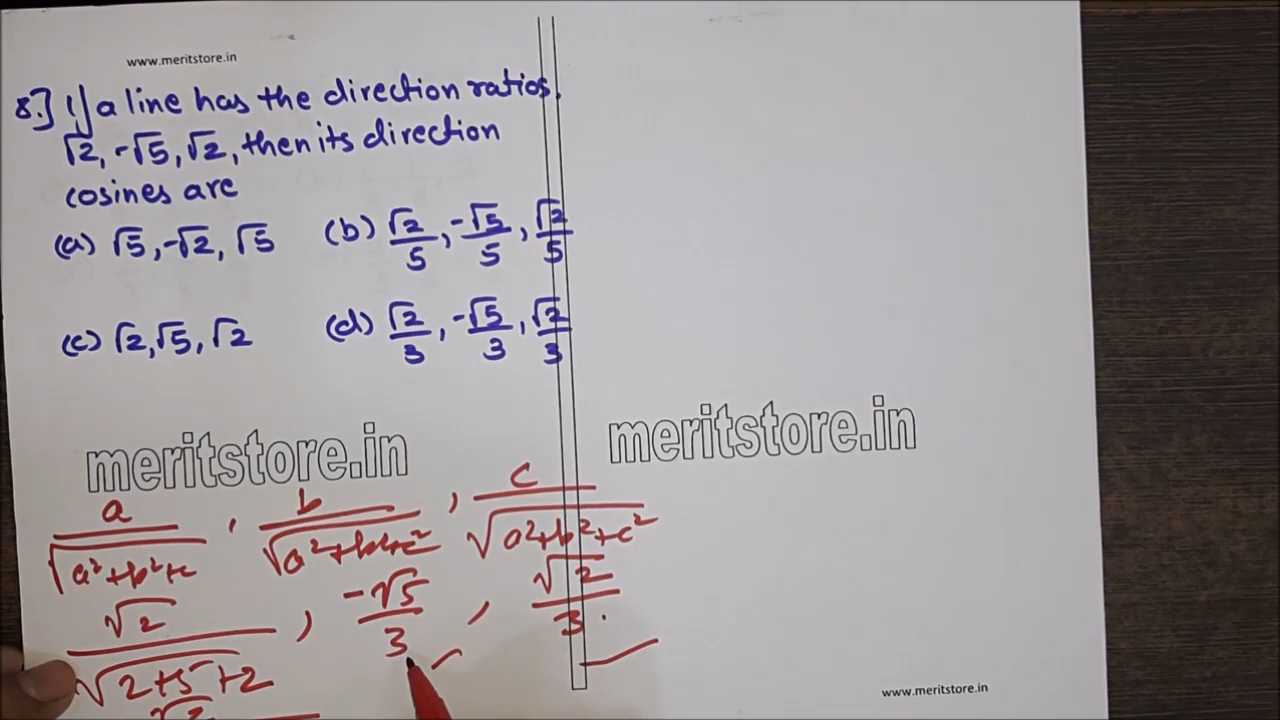 www.meritstore.in
8.] If a line has the direction ratios
√2, -√5, √2, then its direction
cosines are
(a) √5, -√2, √5 (b) √2/5, -√5/5, √2/5
(c) √2, √5, √2 (d) √2/3, -√5/3, √2/3
meritstore.in meritstore.in
a/√(a²+b²+c , b/√(a²+b²+c² , c/√(a²+b²+c²
√2/√(2+5+2 , -√5/3 , √2/3.
√2
www.meritstore.in